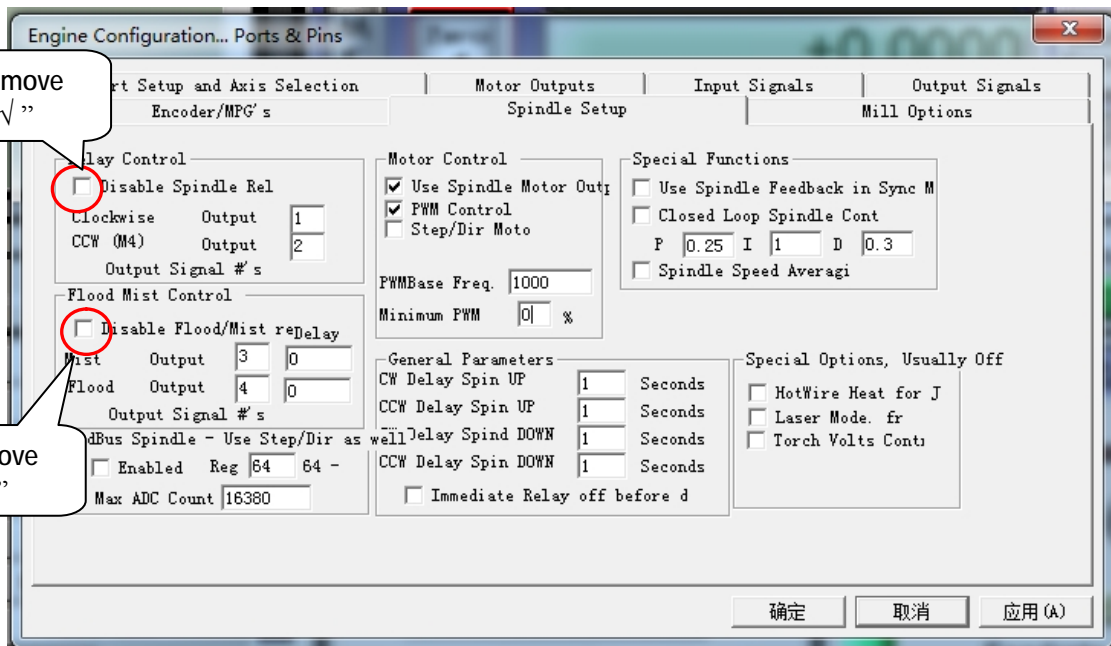 Engine Configuration... Ports & Pins
move
√ ”
rt Setup and Axis Selection
Motor Outputs
Input Signals
Output Signals
Encoder/MPG's
Spindle Setup
Mill Options
elay Control
Disable Spindle Rel
Clockwise Output 1
CCW (M4) Output 2
Output Signal #'s
Flood Mist Control
Disable Flood/Mist re
Delay
Mist Output 3 0
Flood Output 4 0
Output Signal #'s
dBus Spindle - Use Step/Dir as well
Enabled Reg 64 64 -
Max ADC Count 16380
ove
”
Motor Control
Use Spindle Motor Outp
PWM Control
Step/Dir Moto
PWMBase Freq. 1000
Minimum PWM 0 %
General Parameters
CW Delay Spin UP 1 Seconds
CCW Delay Spin UP 1 Seconds
Delay Spind DOWN 1 Seconds
CCW Delay Spin DOWN 1 Seconds
Immediate Relay off before d
Special Functions
Use Spindle Feedback in Sync M
Closed Loop Spindle Cont
P 0.25 I 1 D 0.3
Spindle Speed Averagi
Special Options, Usually Off
HotWire Heat for J
Laser Mode. fr
Torch Volts Contr
确定
取消
应用(A)